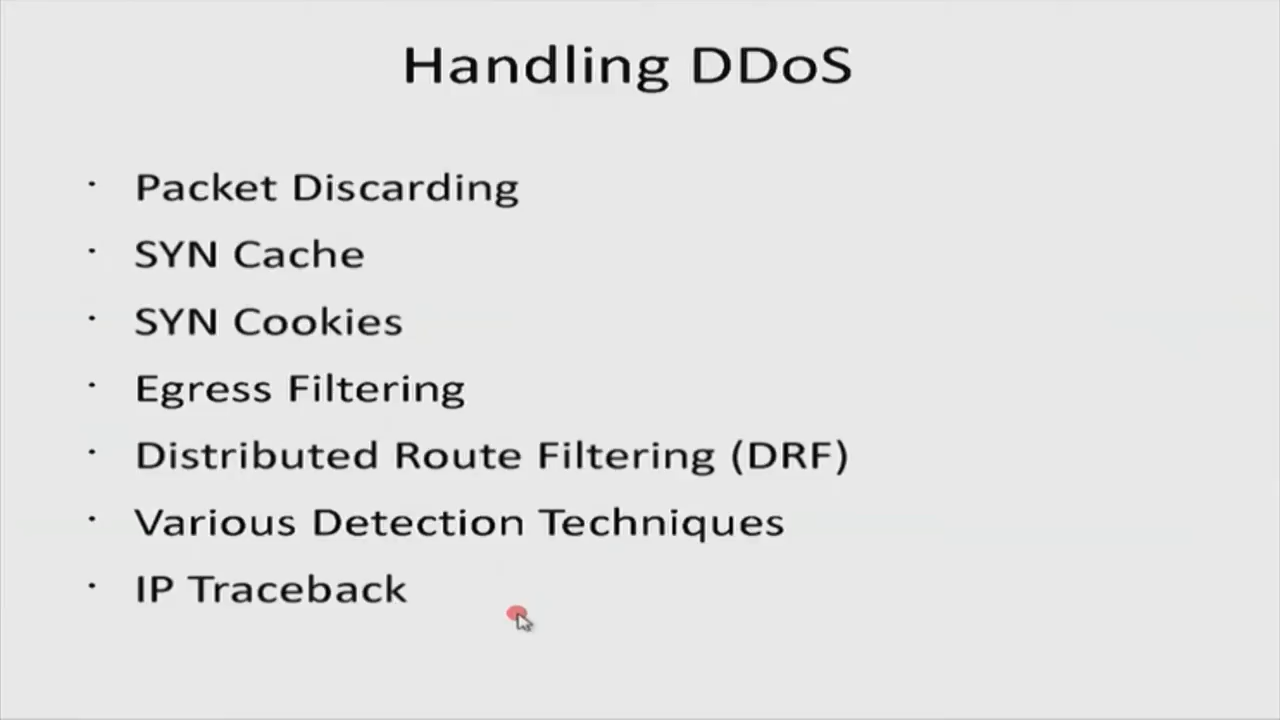 Handling DDoS
· Packet Discarding
· SYN Cache
· SYN Cookies
· Egress Filtering
· Distributed Route Filtering (DRF)
· Various Detection Techniques
· IP Traceback